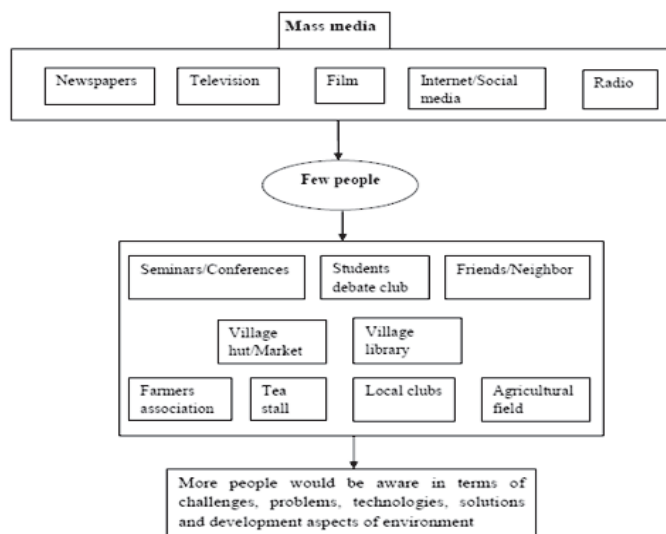 Mass media
Newspapers
Television
Film
Internet/Social
media
Radio
Few people
Seminars/Conferences
Students
debate club
Friends/Neighbor
Village
hut/Market
Village
library
Farmers
association
Tea
stall
Local clubs
Agricultural
field
More people would be aware in terms of
challenges, problems, technologies, solutions
and development aspects of environment